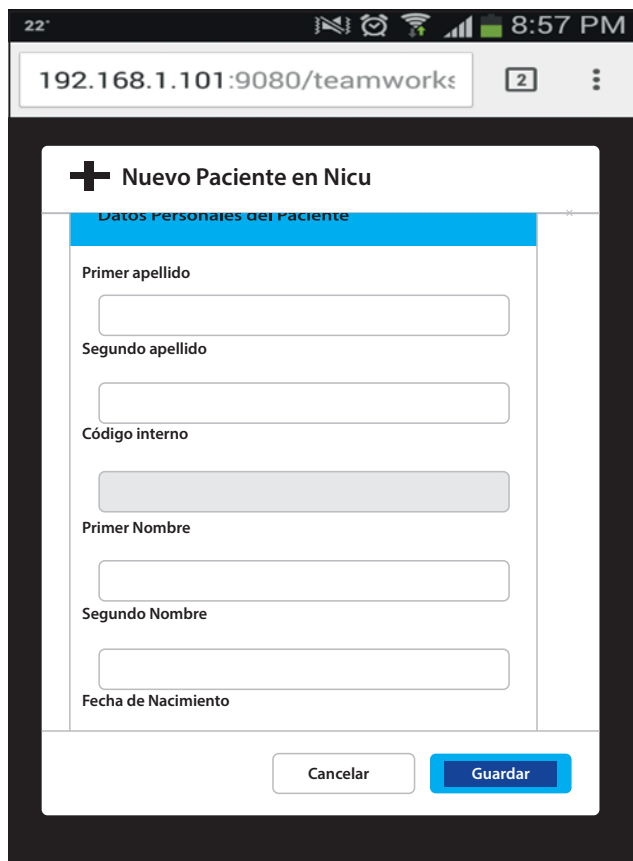 22°
8:57 PM
192.168.1.101:9080/teamworks
2
Nuevo Paciente en Nicu
Datos Personales del Paciente
×
Primer apellido
Segundo apellido
Código interno
Primer Nombre
Segundo Nombre
Fecha de Nacimiento
Cancelar
Guardar